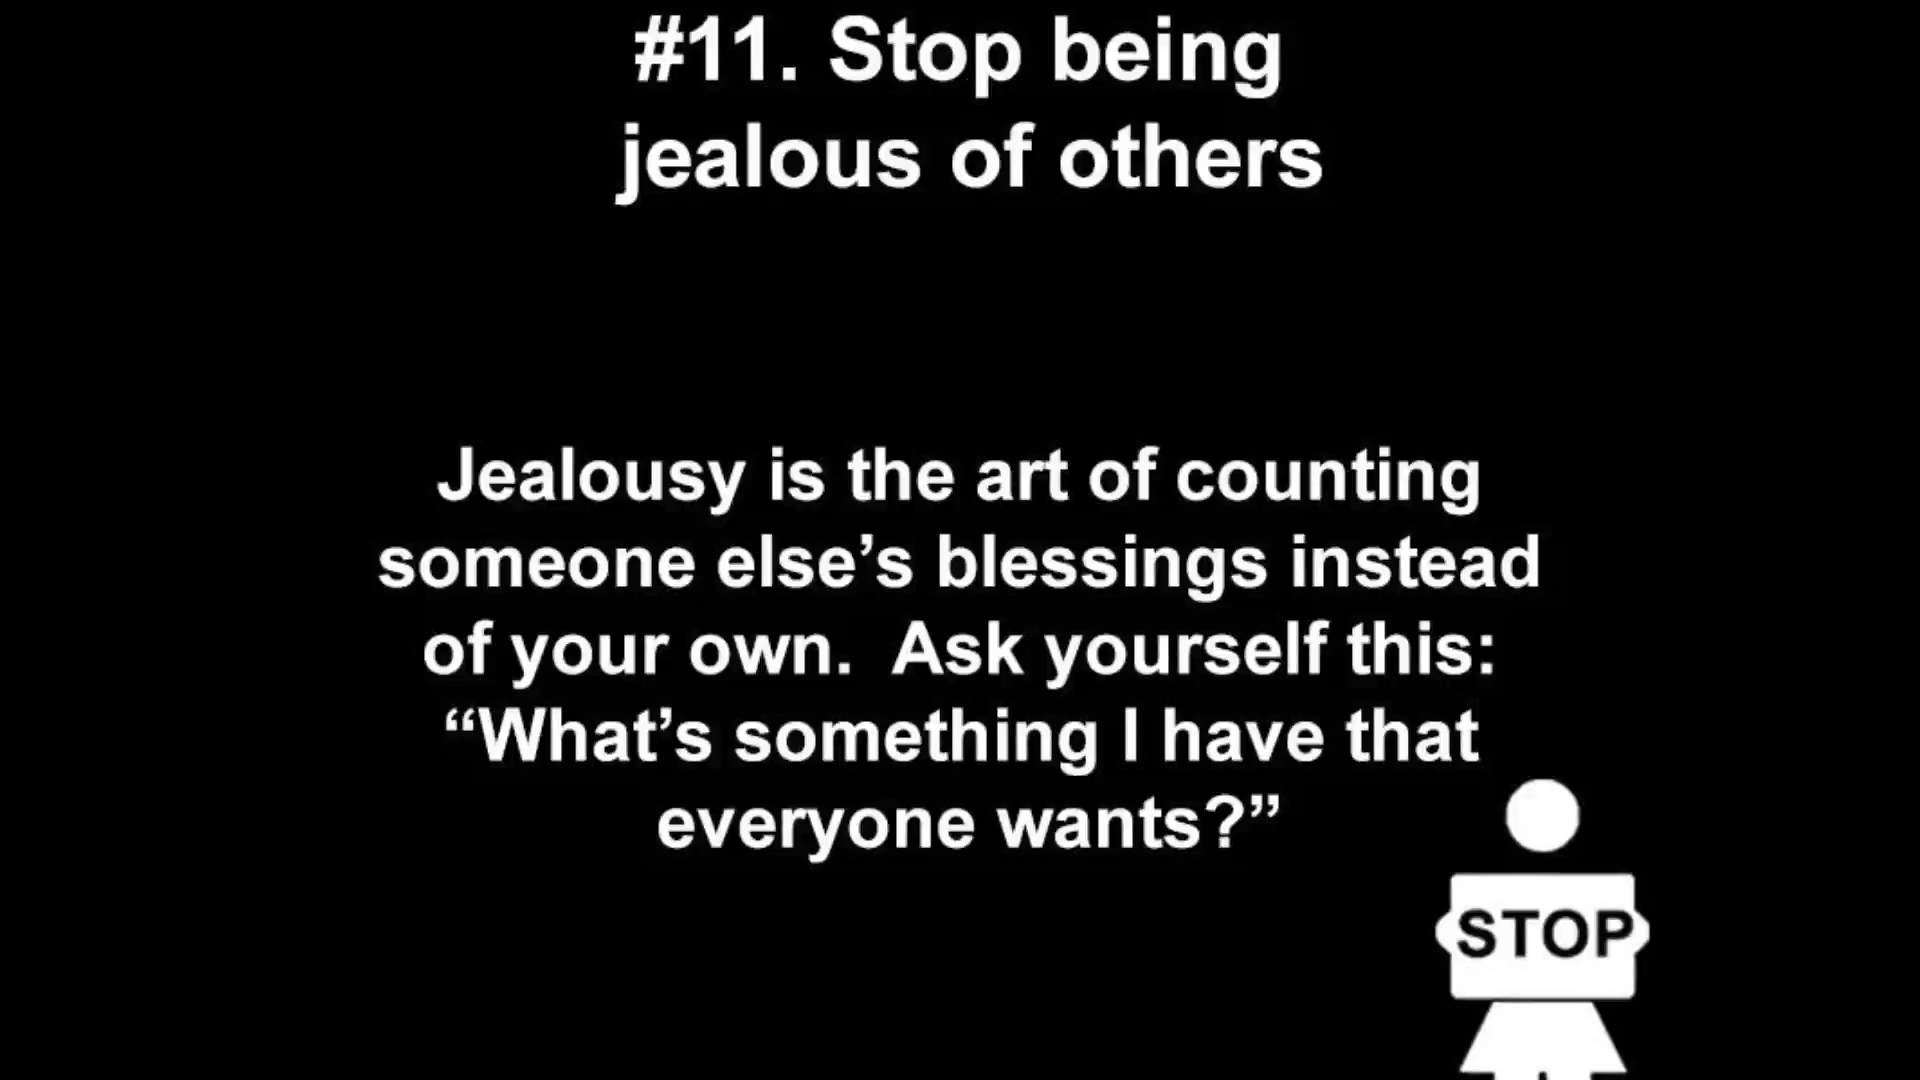 #11. Stop being
jealous of others
Jealousy is the art of counting
someone else’s blessings instead
of your own.  Ask yourself this:
“What’s something I have that
everyone wants?”
STOP